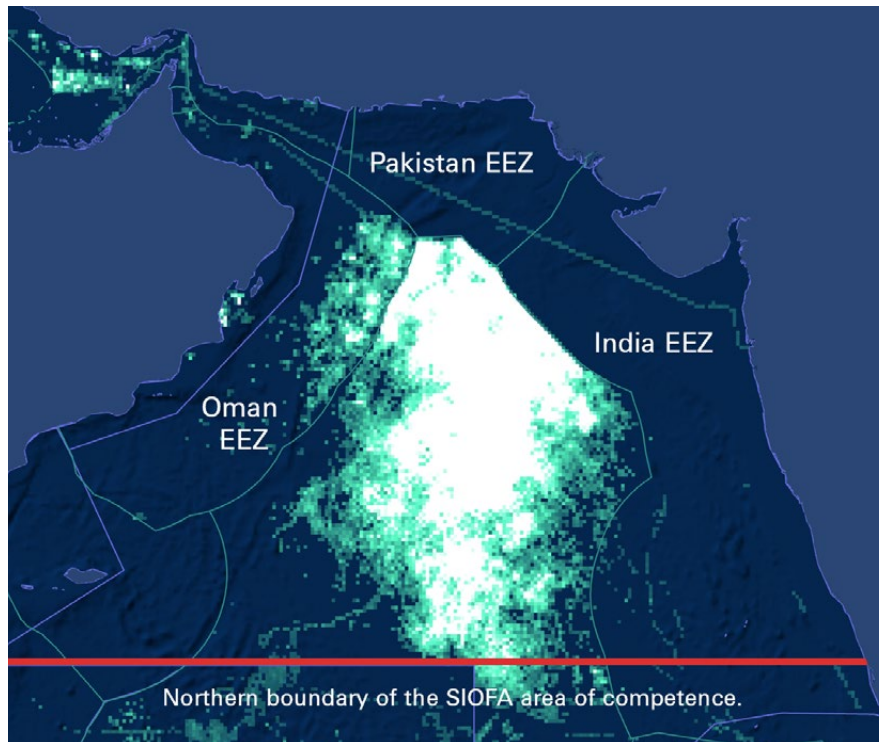 Pakistan EEZ
India EEZ
Oman
EEZ
Northern boundary of the SIOFA area of competence.